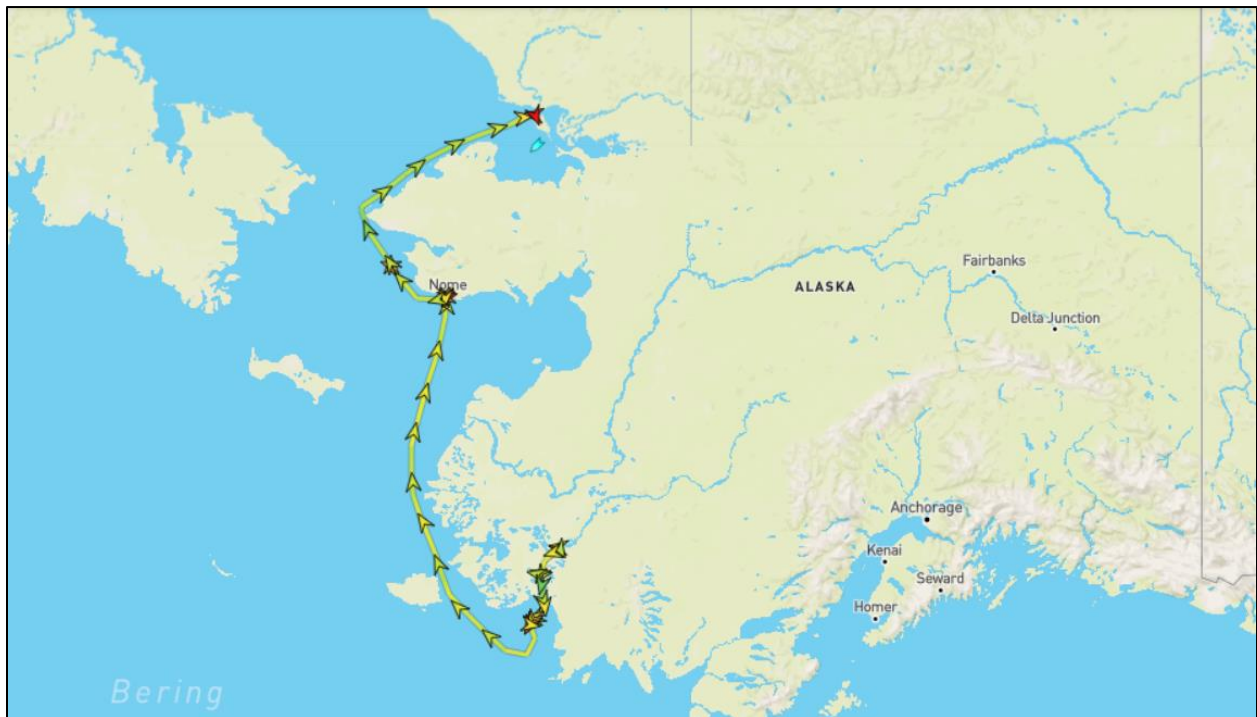 Fairbanks
Nome
ALASKA
Delta Junction
Anchorage
Kenai
Seward
Homer
Bering